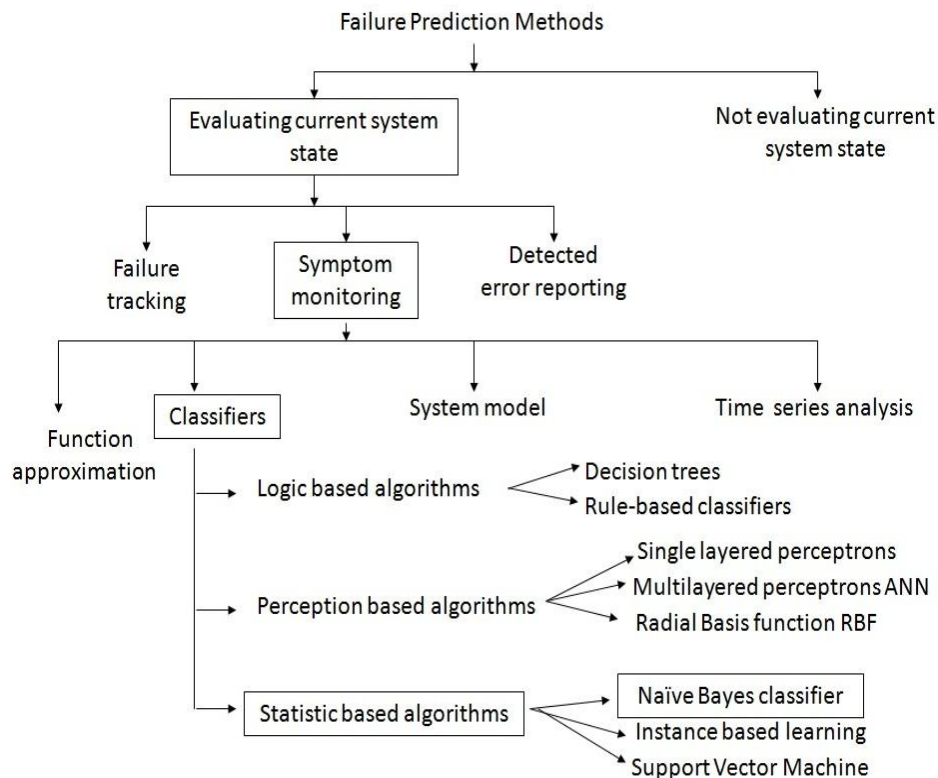 Failure Prediction Methods
Evaluating current system
state
Not evaluating current
system state
Failure
tracking
Symptom
monitoring
Detected
error reporting
Function
approximation
Classifiers
System model
Time series analysis
Logic based algorithms
Decision trees
Rule-based classifiers
Perception based algorithms
Single layered perceptrons
Multilayered perceptrons ANN
Radial Basis function RBF
Statistic based algorithms
Naïve Bayes classifier
Instance based learning
Support Vector Machine